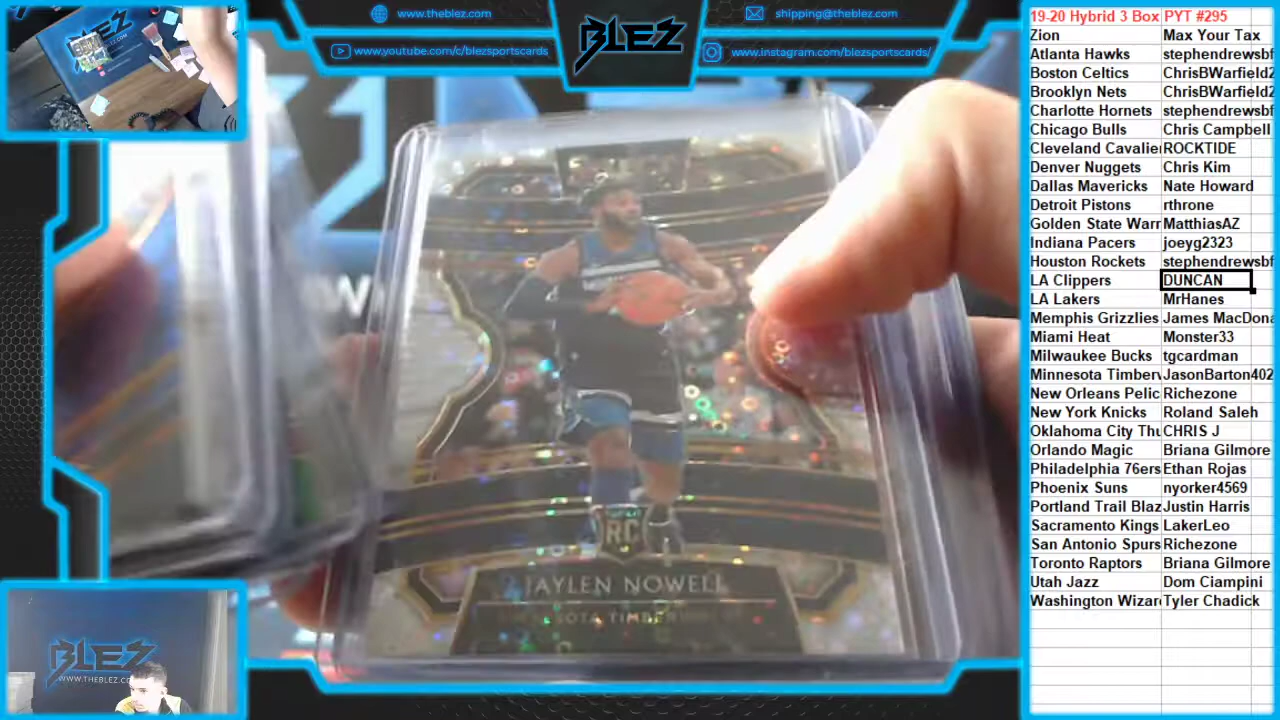 www.theblez.com
shipping@theblez.com
BLEZ
www.youtube.com/c/blezsportscards
www.instagram.com/blezsportscards/
19-20 Hybrid 3 Box PYT #295
Zion Max Your Tax
Atlanta Hawks stephendrewsbf
Boston Celtics ChrisBWarfield2
Brooklyn Nets ChrisBWarfield2
Charlotte Hornets stephendrewsbf
Chicago Bulls Chris Campbell
Cleveland Cavalie ROCKTIDE
Denver Nuggets Chris Kim
Dallas Mavericks Nate Howard
Detroit Pistons rthrone
Golden State Warr MatthiasAZ
Indiana Pacers joeyg2323
Houston Rockets stephendrewsbf
LA Clippers DUNCAN
LA Lakers MrHanes
Memphis Grizzlies James MacDona
Miami Heat Monster33
Milwaukee Bucks tgcardman
Minnesota Timberv JasonBarton402
New Orleans Pelic Richezone
New York Knicks Roland Saleh
Oklahoma City Thu CHRIS J
Orlando Magic Briana Gilmore
Philadelphia 76ers Ethan Rojas
Phoenix Suns nyorker4569
Portland Trail Blaz Justin Harris
Sacramento Kings LakerLeo
San Antonio Spurs Richezone
Toronto Raptors Briana Gilmore
Utah Jazz Dom Ciampini
Washington Wizar Tyler Chadick
RC
JAYLEN NOWELL
BLEZ
WWW.THEBLEZ.COM